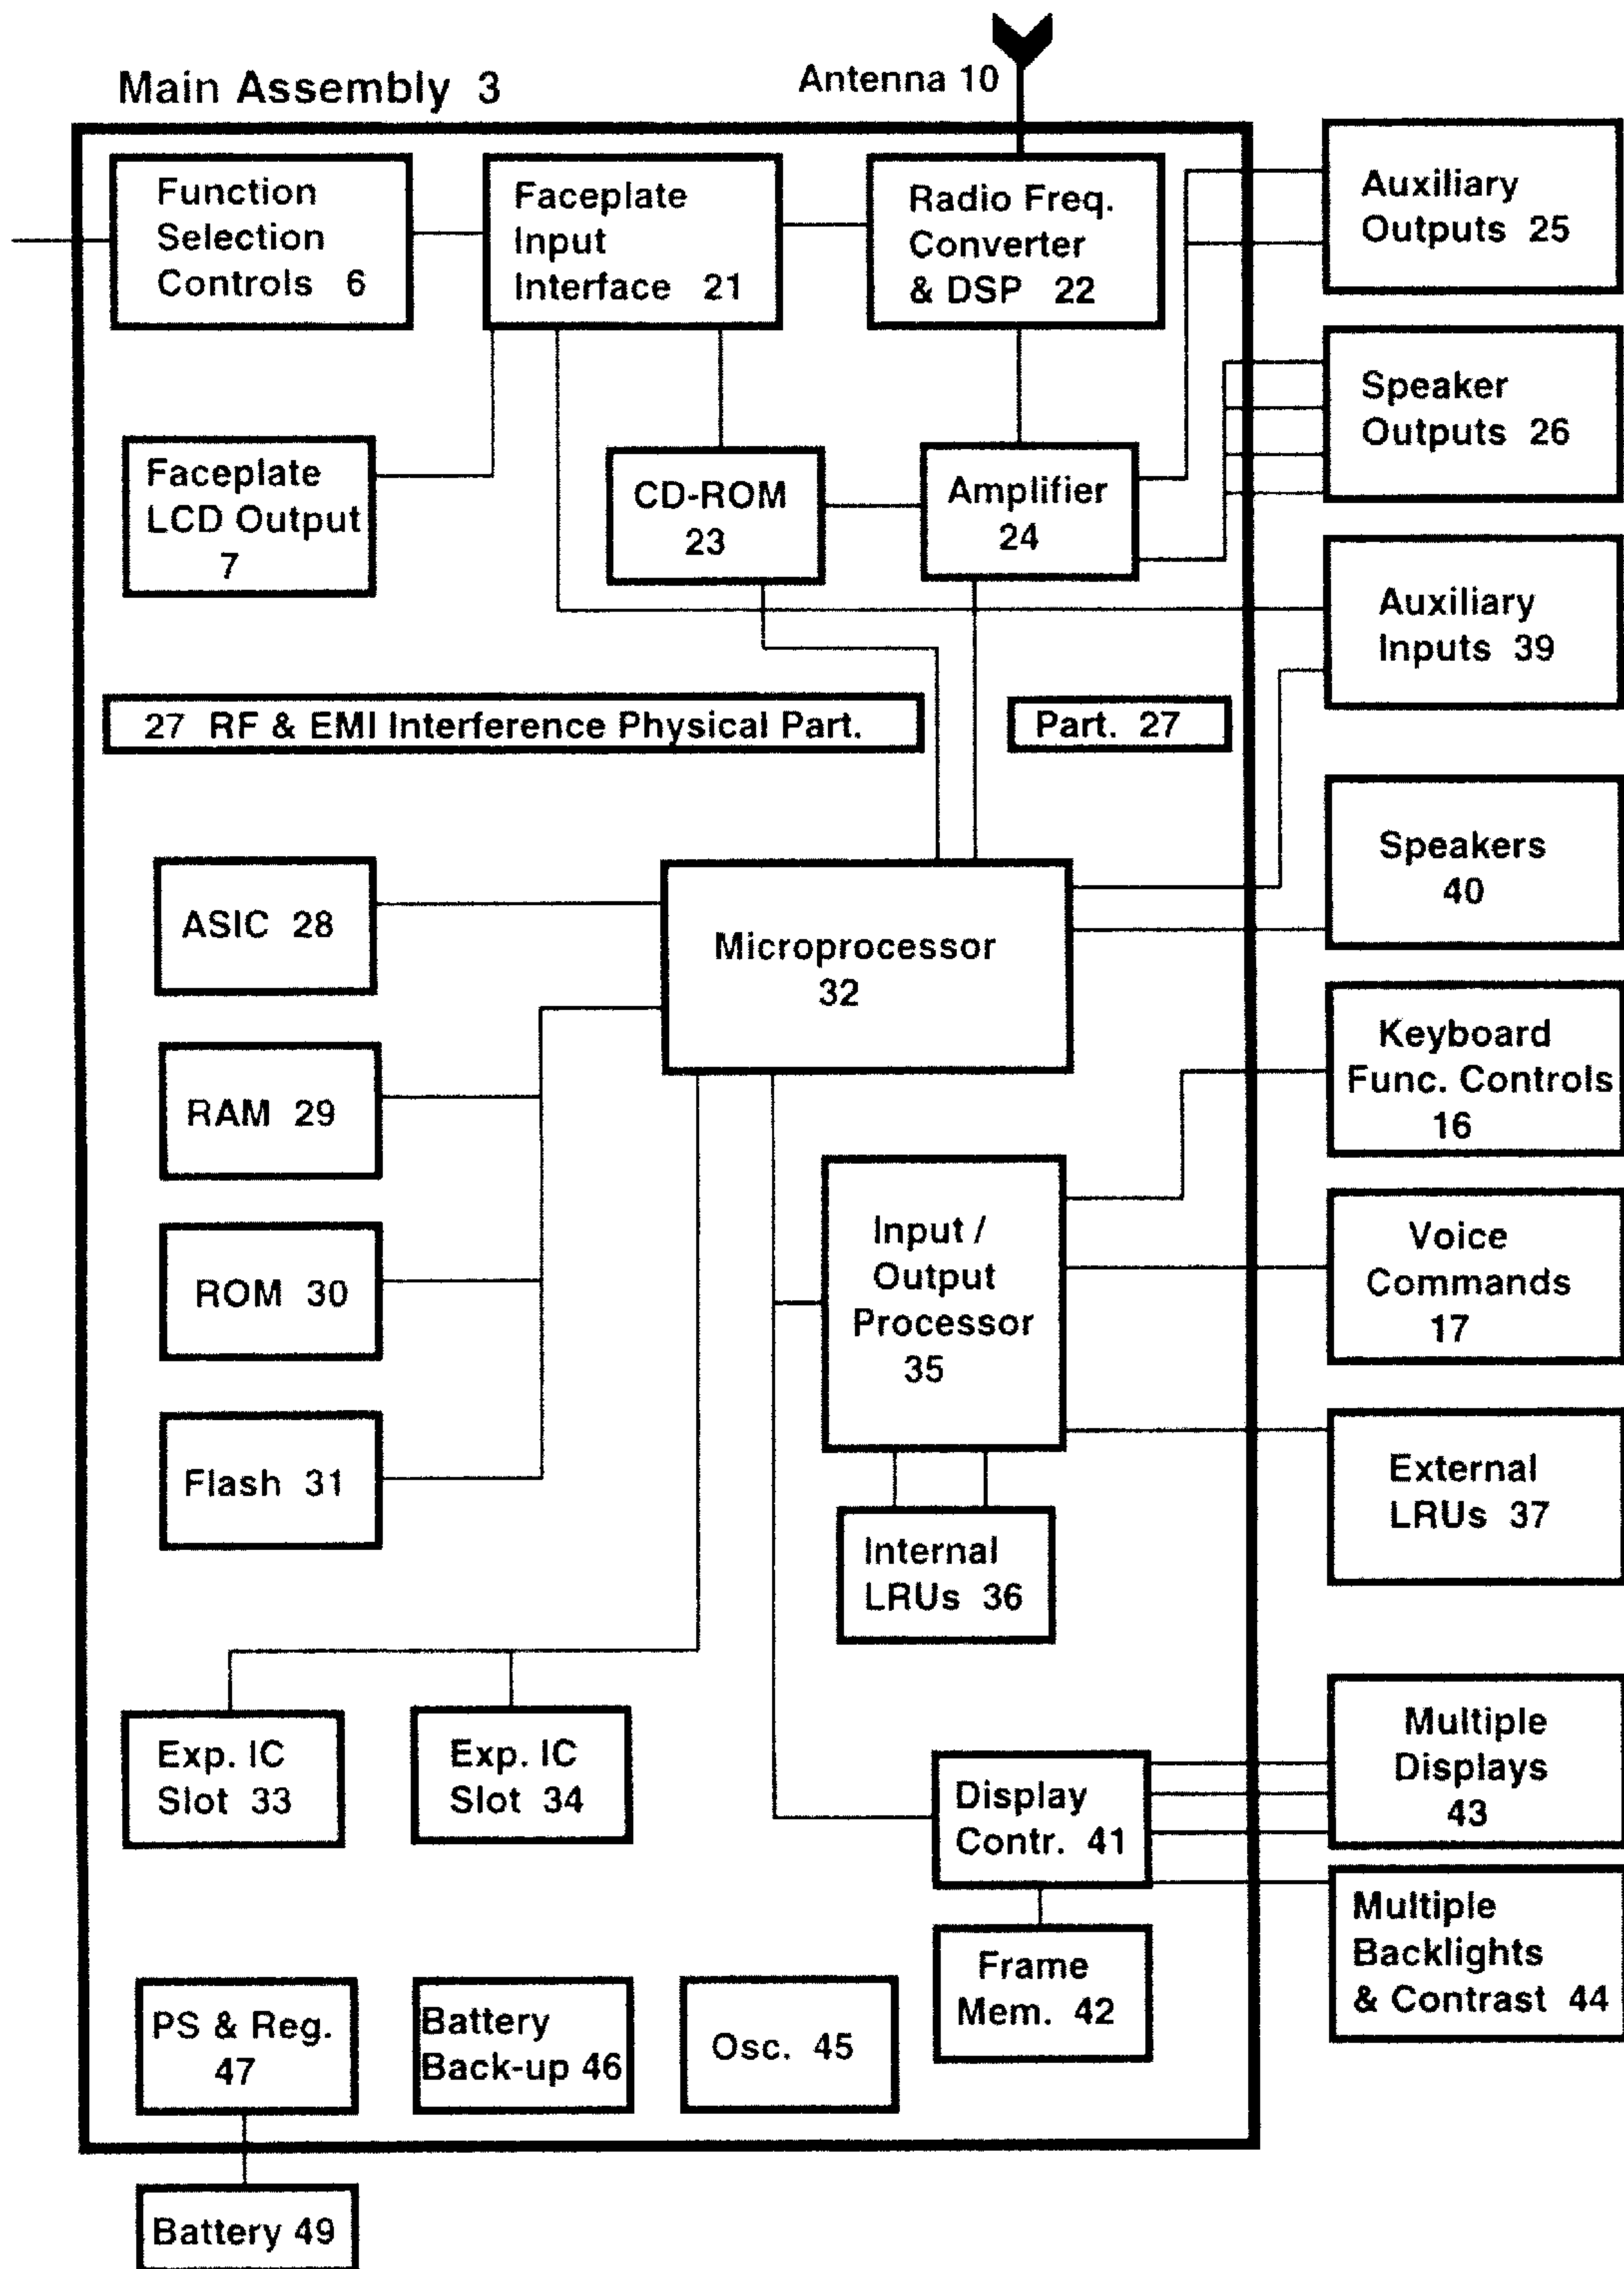 Main Assembly 3
Antenna 10
Function
Selection
Controls 6
Faceplate
Input
Interface 21
Radio Freq.
Converter
& DSP 22
Auxiliary
Outputs 25
Speaker
Outputs 26
Faceplate
LCD Output
7
CD-ROM
23
Amplifier
24
Auxiliary
Inputs 39
27 RF & EMI Interference Physical Part.
Part. 27
Speakers
40
ASIC 28
Microprocessor
32
Keyboard
Func. Controls
16
RAM 29
Input /
Output
Processor
35
Voice
Commands
17
ROM 30
Flash 31
External
LRUs 37
Internal
LRUs 36
Exp. IC
Slot 33
Exp. IC
Slot 34
Display
Contr. 41
Multiple
Displays
43
Multiple
Backlights
& Contrast 44
Frame
Mem. 42
PS & Reg.
47
Battery
Back-up 46
Osc. 45
Battery 49